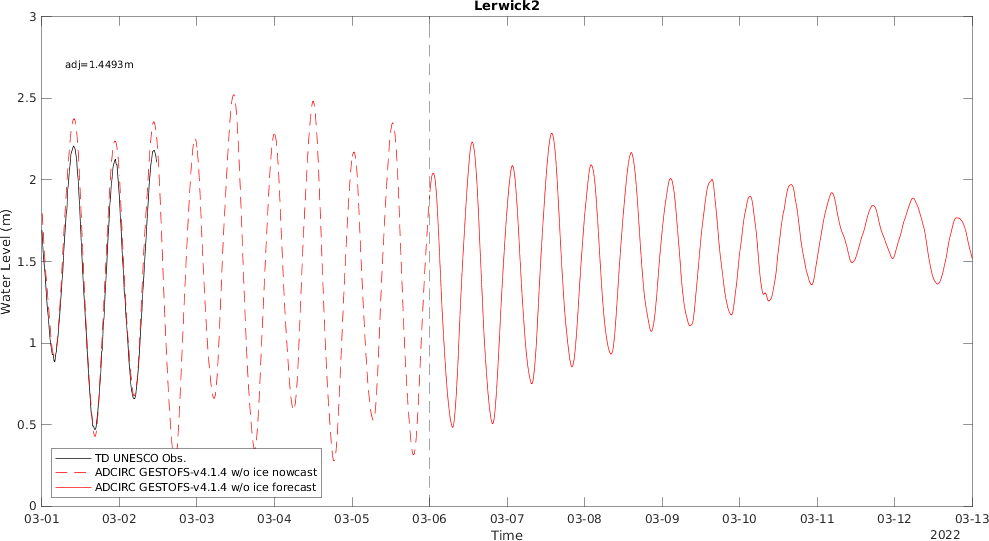 Lerwick2
3
adj=1.4493m
2.5
2
1.5
1
0.5
0
Water Level (m)
TD UNESCO Obs.
ADCIRC GESTOFS-v4.1.4 w/o ice nowcast
ADCIRC GESTOFS-v4.1.4 w/o ice forecast
03-01 03-02 03-03 03-04 03-05 03-06 03-07 03-08 03-09 03-10 03-11 03-12 03-13
Time
2022